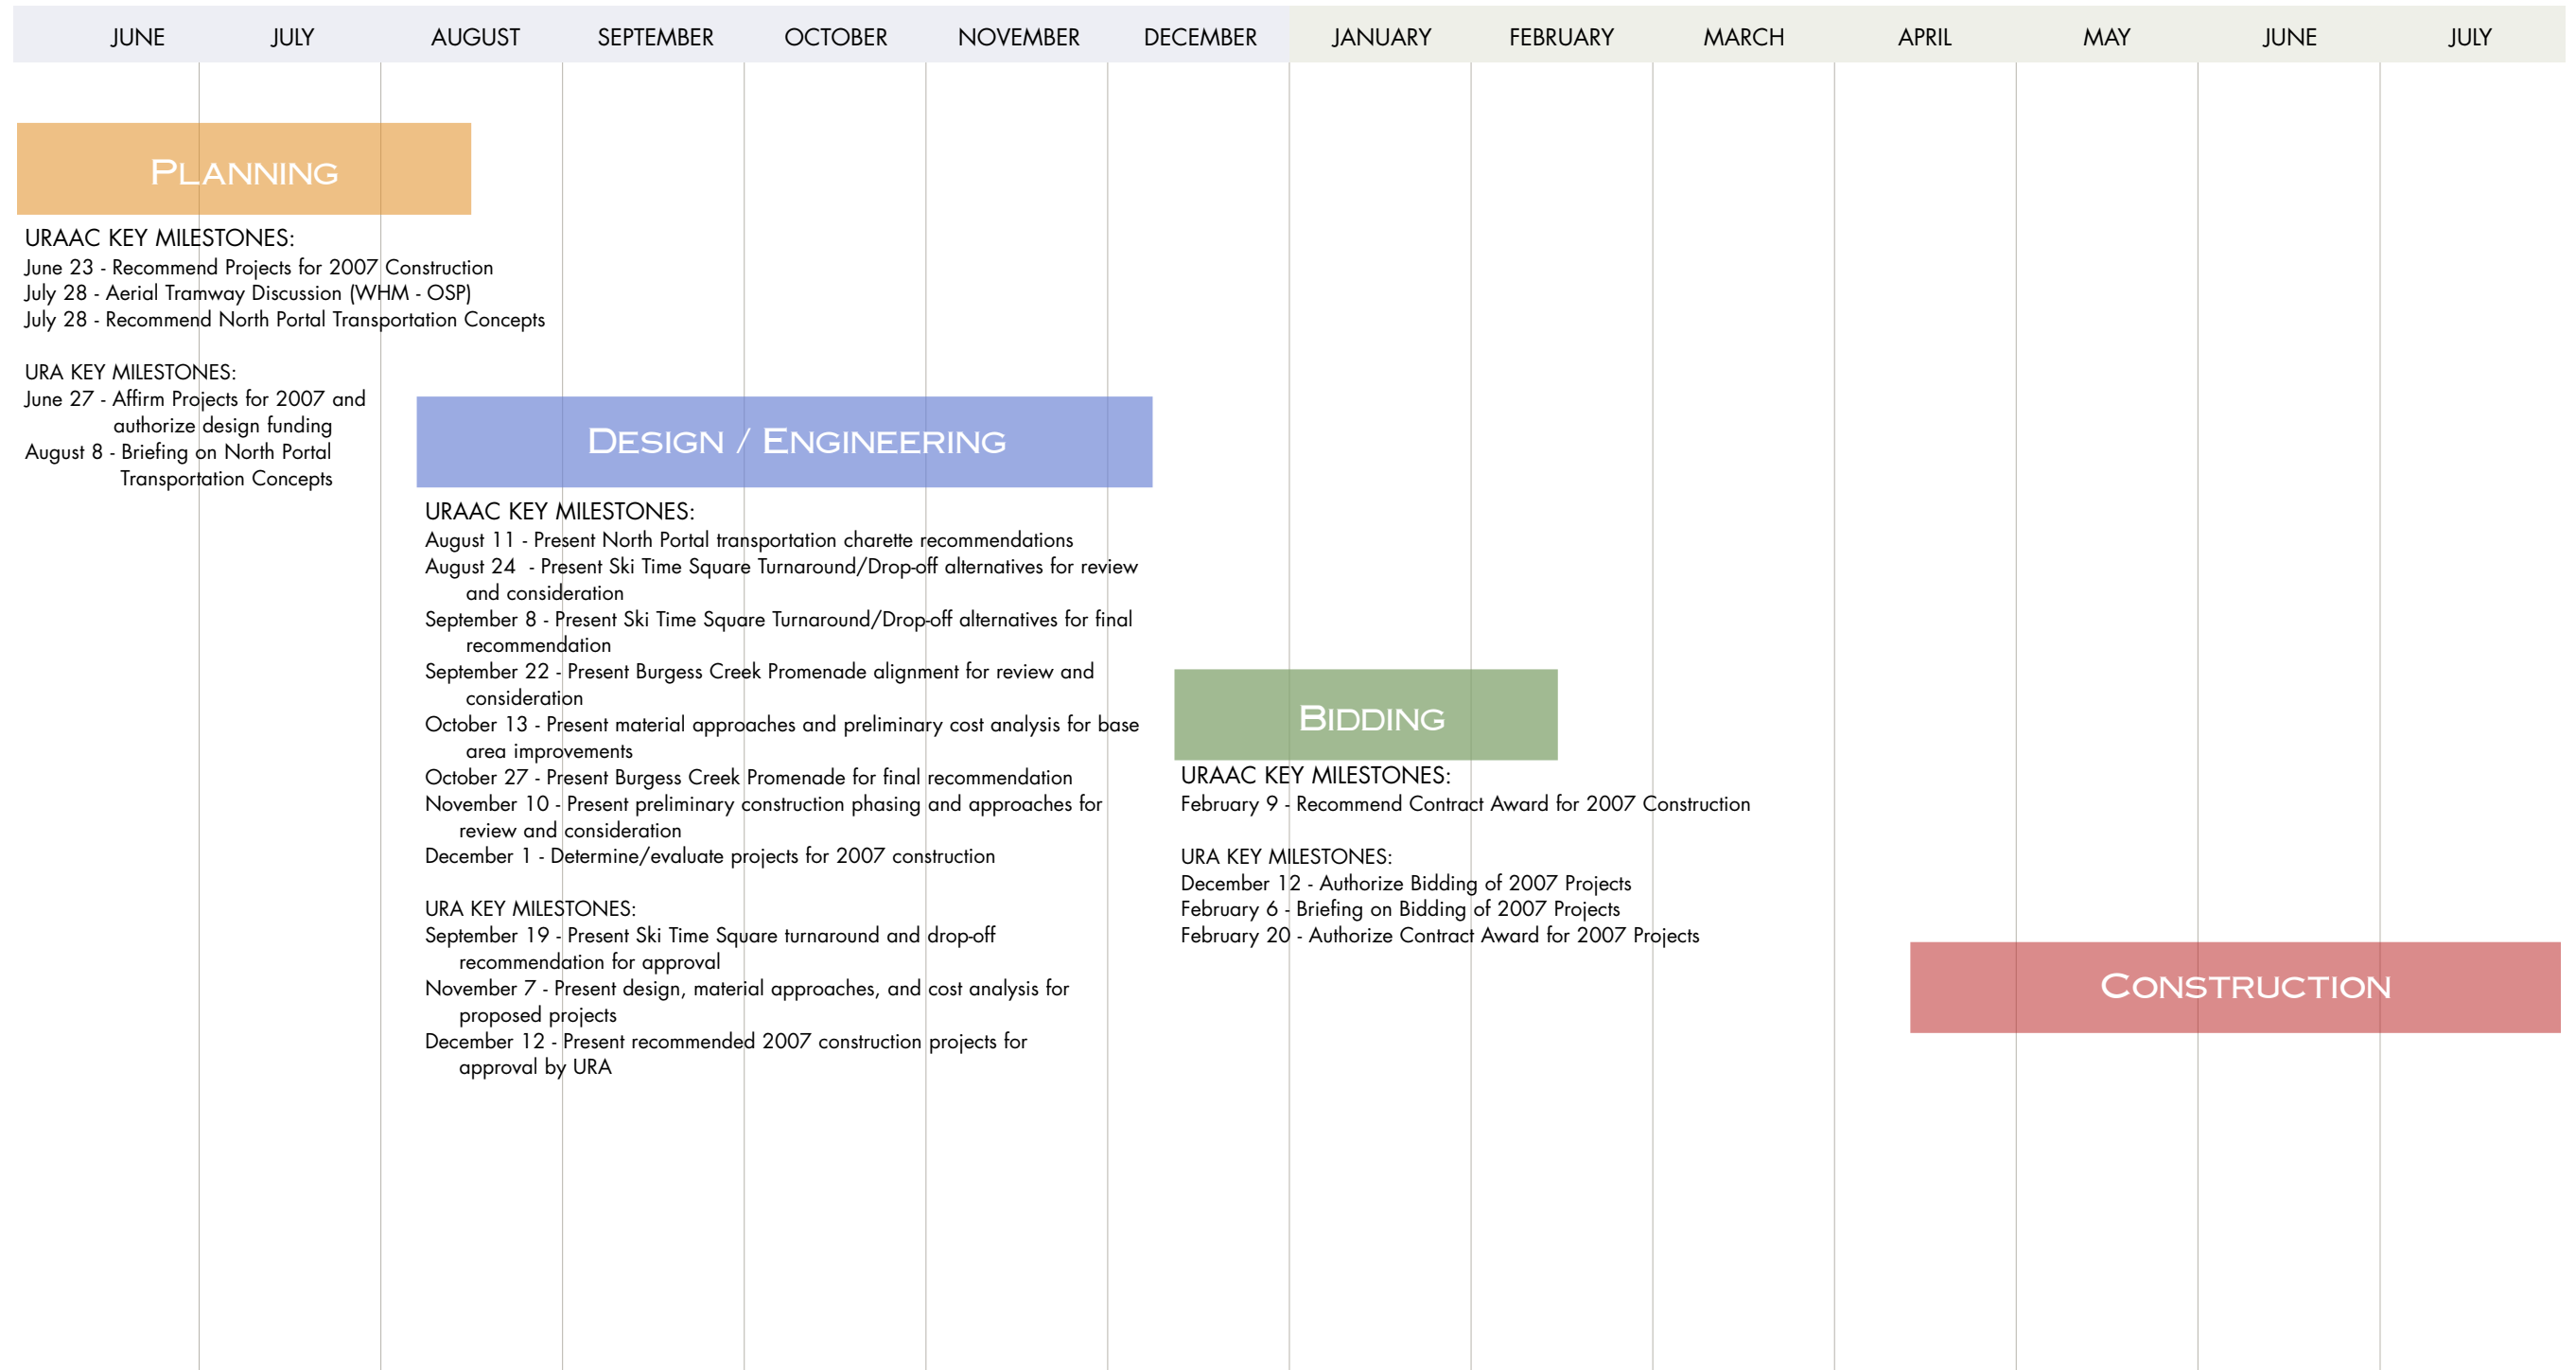 JUNE JULY AUGUST SEPTEMBER OCTOBER NOVEMBER DECEMBER JANUARY FEBRUARY MARCH APRIL MAY JUNE JULY
PLANNING
URAAC KEY MILESTONES:
June 23 - Recommend Projects for 2007 Construction
July 28 - Aerial Tramway Discussion (WHM - OSP)
July 28 - Recommend North Portal Transportation Concepts
URA KEY MILESTONES:
June 27 - Affirm Projects for 2007 and
authorize design funding
August 8 - Briefing on North Portal
Transportation Concepts
DESIGN / ENGINEERING
URAAC KEY MILESTONES:
August 11 - Present North Portal transportation charette recommendations
August 24 - Present Ski Time Square Turnaround/Drop-off alternatives for review
and consideration
September 8 - Present Ski Time Square Turnaround/Drop-off alternatives for final
recommendation
September 22 - Present Burgess Creek Promenade alignment for review and
consideration
October 13 - Present material approaches and preliminary cost analysis for base
area improvements
October 27 - Present Burgess Creek Promenade for final recommendation
November 10 - Present preliminary construction phasing and approaches for
review and consideration
December 1 - Determine/evaluate projects for 2007 construction
URA KEY MILESTONES:
September 19 - Present Ski Time Square turnaround and drop-off
recommendation for approval
November 7 - Present design, material approaches, and cost analysis for
proposed projects
December 12 - Present recommended 2007 construction projects for
approval by URA
BIDDING
URAAC KEY MILESTONES:
February 9 - Recommend Contract Award for 2007 Construction
URA KEY MILESTONES:
December 12 - Authorize Bidding of 2007 Projects
February 6 - Briefing on Bidding of 2007 Projects
February 20 - Authorize Contract Award for 2007 Projects
CONSTRUCTION